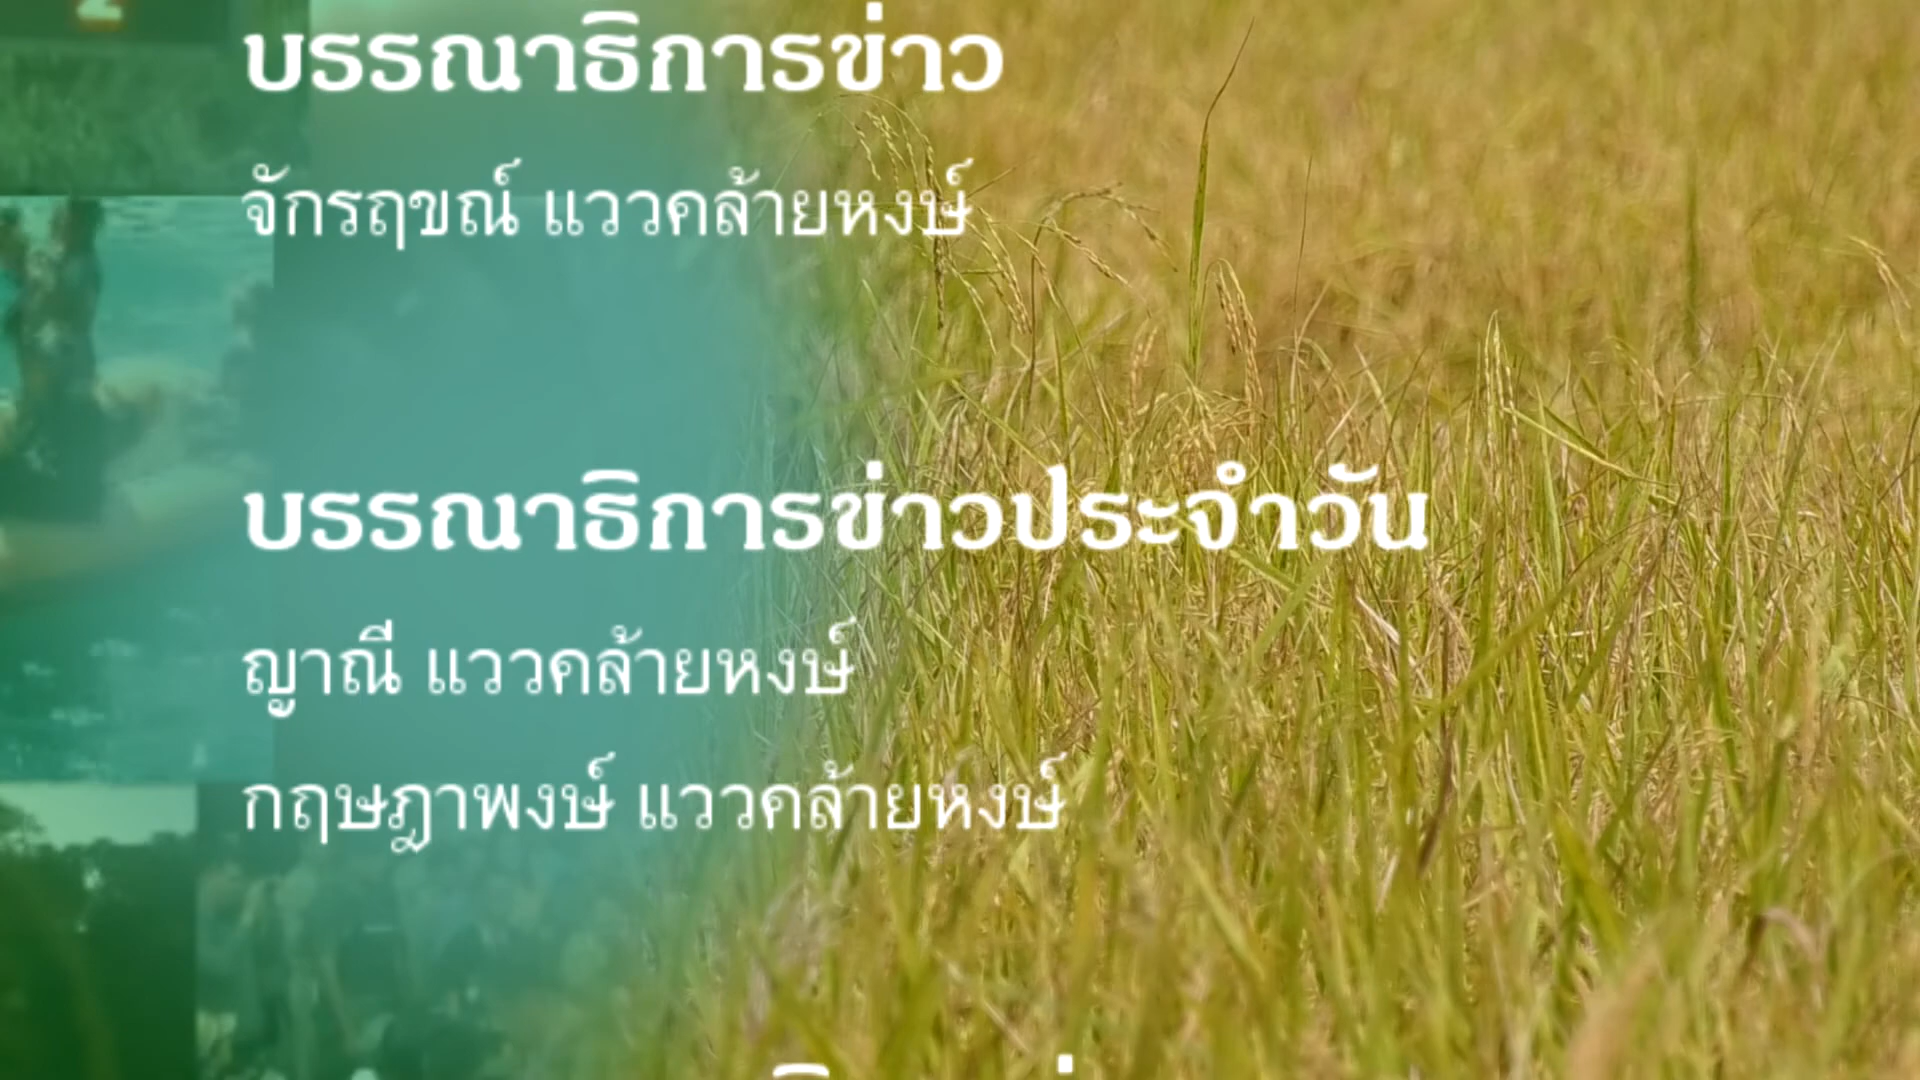 บรรณาธิการข่าว
จักรฤขณ์ แววคล้ายหงษ์
บรรณาธิการข่าวประจำวัน
ญาณี แววคล้ายหงษ์
กฤษฎาพงษ์ แววคล้ายหงษ์